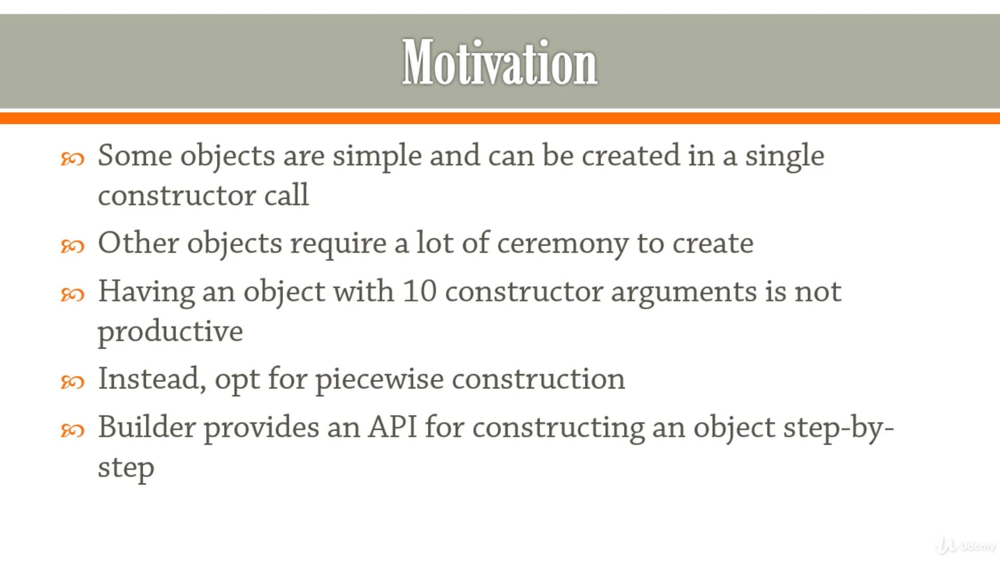 Motivation
Some objects are simple and can be created in a single
constructor call
Other objects require a lot of ceremony to create
Having an object with 10 constructor arguments is not
productive
Instead, opt for piecewise construction
Builder provides an API for constructing an object step-by-
step
Udemy